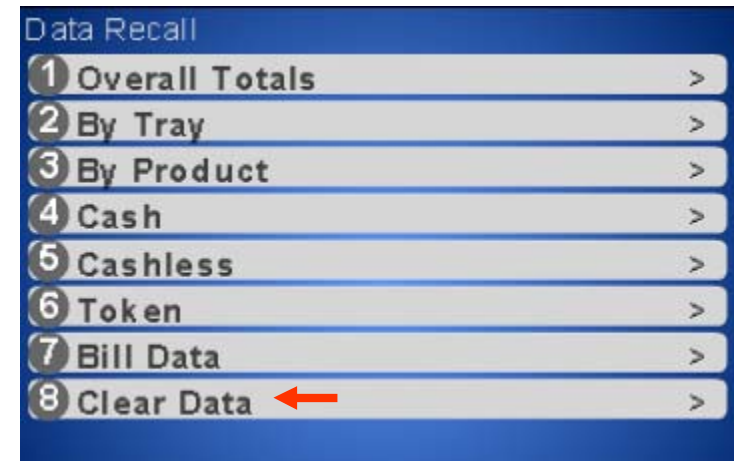 Data Recall
1 Overall Totals >
2 By Tray >
3 By Product >
4 Cash >
5 Cashless >
6 Token >
7 Bill Data >
8 Clear Data >